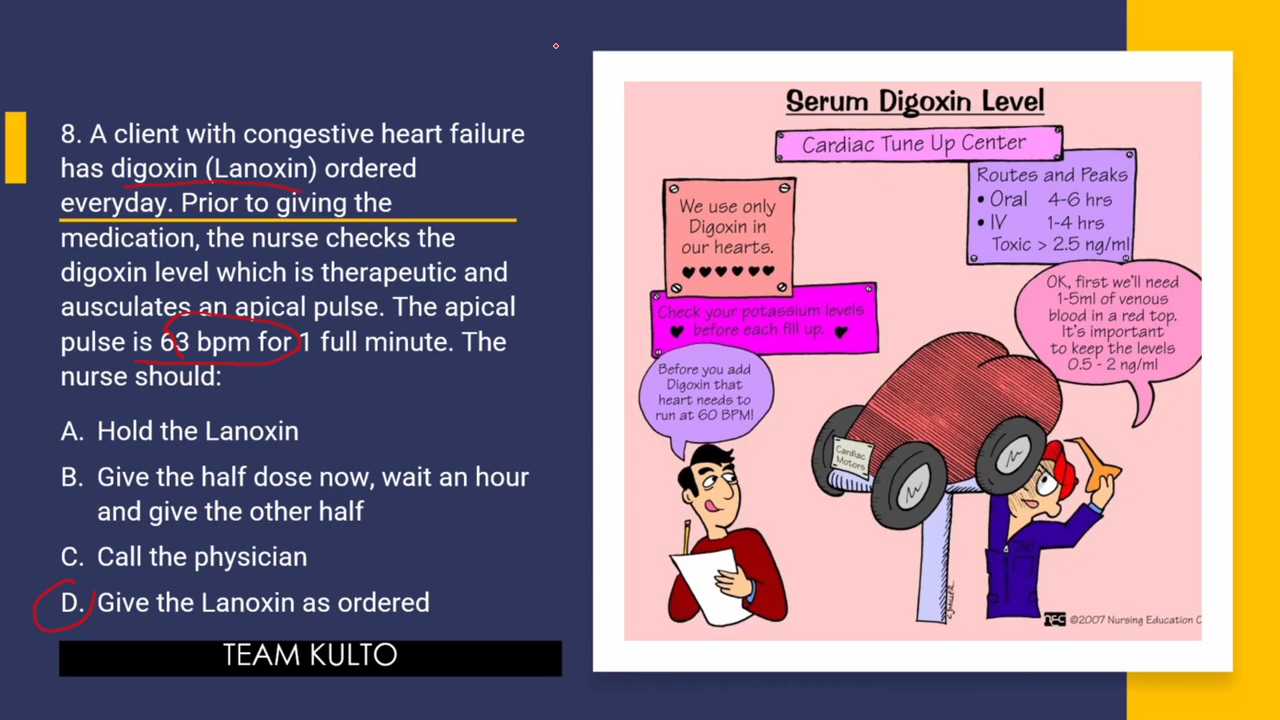 8. A client with congestive heart failure
has digoxin (Lanoxin) ordered
everyday. Prior to giving the
medication, the nurse checks the
digoxin level which is therapeutic and
ausculates an apical pulse. The apical
pulse is 63 bpm for 1 full minute. The
nurse should:
A. Hold the Lanoxin
B. Give the half dose now, wait an hour
and give the other half
C. Call the physician
D. Give the Lanoxin as ordered
TEAM KULTO
Serum Digoxin Level
Cardiac Tune Up Center
We use only
Digoxin in
our hearts.
Routes and Peaks
• Oral 4-6 hrs
• IV 1-4 hrs
Toxic > 2.5 ng/ml
Check your potassium levels
before each fill up.
OK, first we'll need
1-5ml of venous
blood in a red top.
It's important
to keep the levels
0.5 - 2 ng/ml
Before you add
Digoxin that
heart needs to
run at 60 BPM!
Cardiac
Motors
NEC ©2007 Nursing Education C